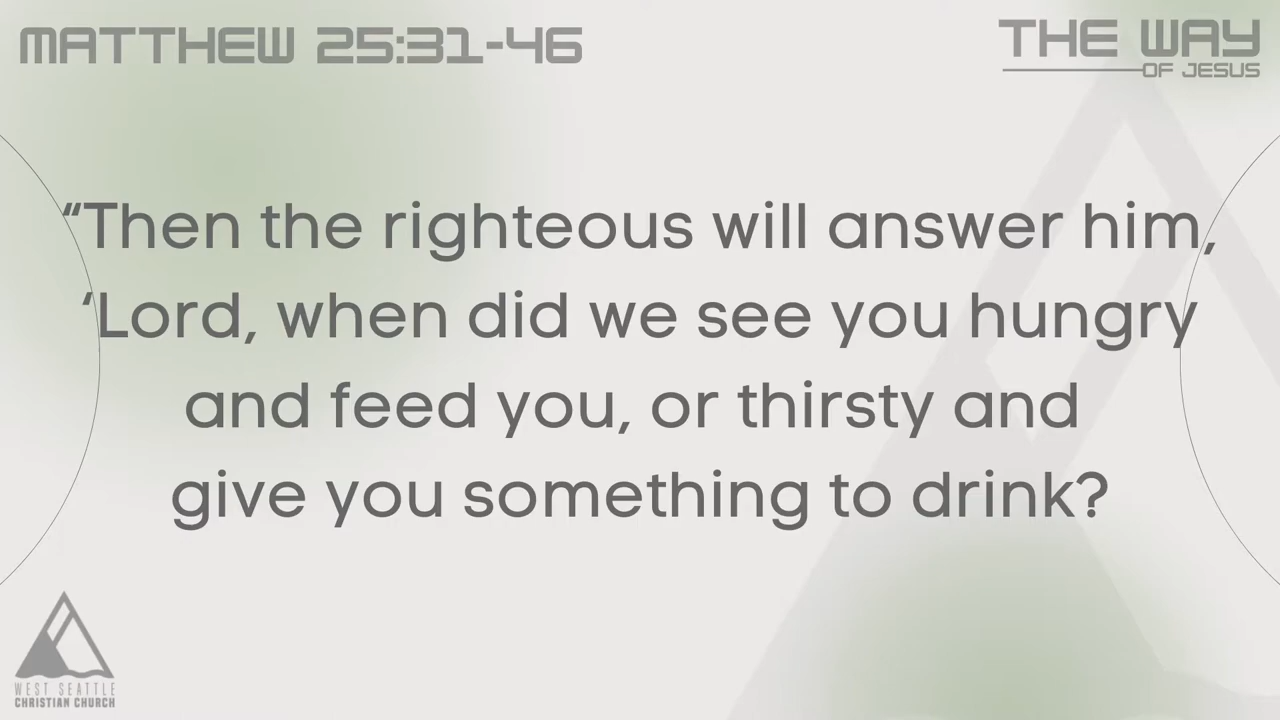 MATTHEW 25:31-46
THE WAY
OF JESUS
“Then the righteous will answer him,
‘Lord, when did we see you hungry
and feed you, or thirsty and
give you something to drink?
WEST SEATTLE
CHRISTIAN CHURCH